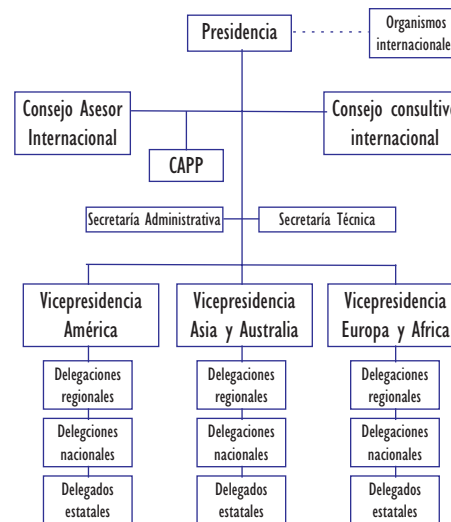 Presidencia
Organismos
internacionale
Consejo Asesor
Internacional
Consejo consultiv
internacional
CAPP
Secretaría Administrativa
Secretaría Técnica
Vicepresidencia
América
Vicepresidencia
Asia y Australia
Vicepresidencia
Europa y Africa
Delegaciones
regionales
Delegaciones
regionales
Delegaciones
regionales
Delegciones
nacionales
Delegaciones
nacionales
Delegaciones
nacionales
Delegados
estatales
Delegados
estatales
Delegados
estatales